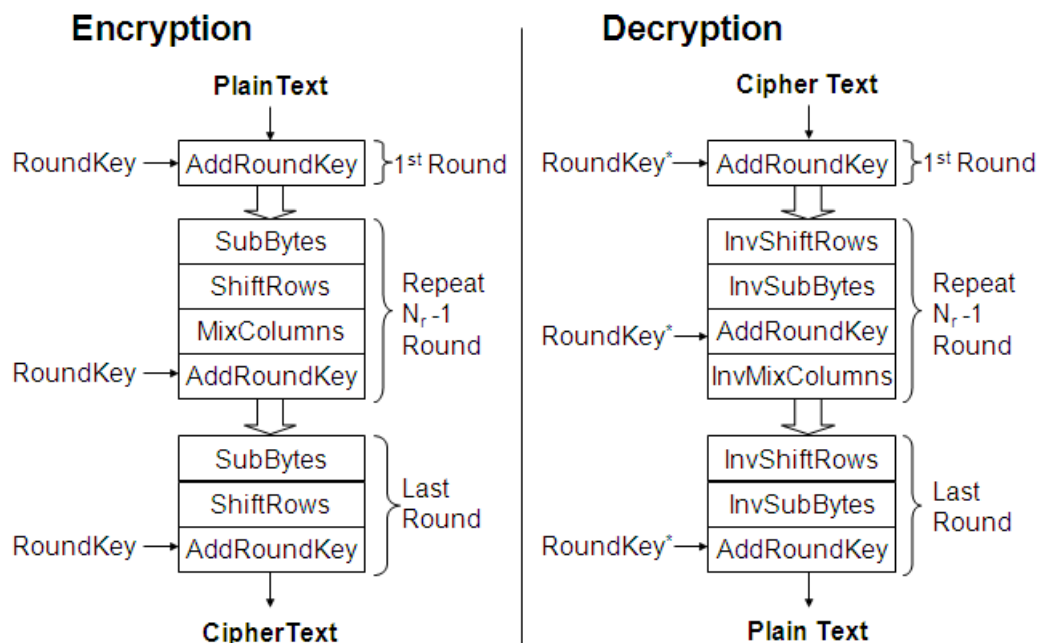 Encryption
PlainText
RoundKey
AddRoundKey
1st Round
SubBytes
ShiftRows
MixColumns
RoundKey
AddRoundKey
Repeat
Nr -1
Round
SubBytes
ShiftRows
RoundKey
AddRoundKey
Last
Round
CipherText
Decryption
Cipher Text
RoundKey*
AddRoundKey
1st Round
InvShiftRows
InvSubBytes
RoundKey*
AddRoundKey
InvMixColumns
Repeat
Nr -1
Round
InvShiftRows
InvSubBytes
RoundKey*
AddRoundKey
Last
Round
Plain Text